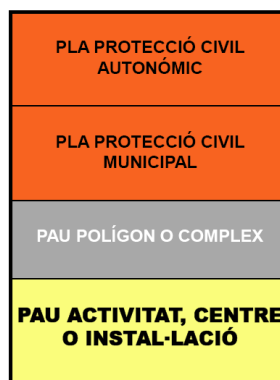 PLA PROTECCIÓ CIVIL
AUTONÓMIC
PLA PROTECCIÓ CIVIL
MUNICIPAL
PAU POLÍGON O COMPLEX
PAU ACTIVITAT, CENTRE
O INSTAL·LACIÓ